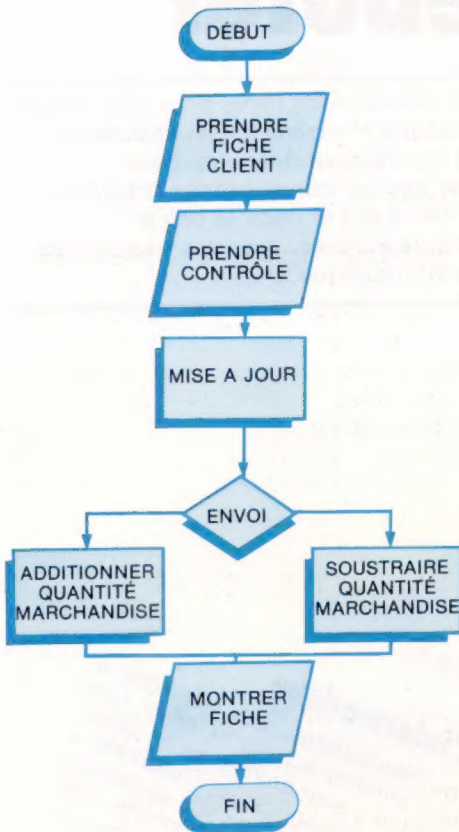 DÉBUT
PRENDRE
FICHE
CLIENT
PRENDRE
CONTRÔLE
MISE A JOUR
ENVOI
ADDITIONNER
QUANTITÉ
MARCHANDISE
SOUSTRAIRE
QUANTITÉ
MARCHANDISE
MONTRER
FICHE
FIN